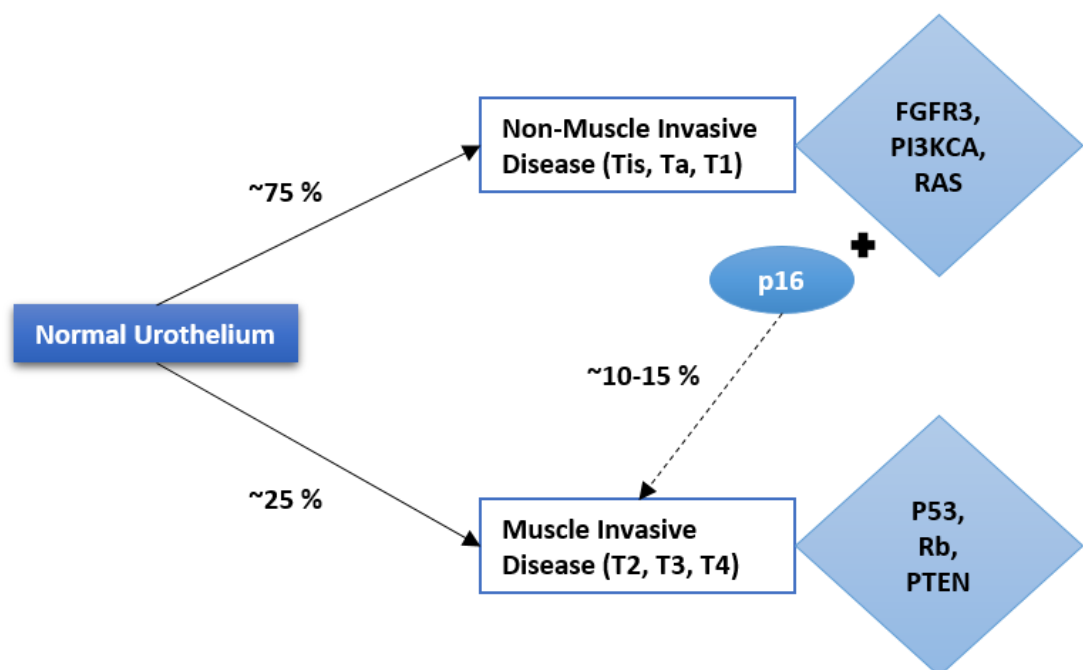 Non-Muscle Invasive
Disease (Tis, Ta, T1)
FGFR3,
PI3KCA,
RAS
~75 %
p16
Normal Urothelium
~10-15 %
~25 %
Muscle Invasive
Disease (T2, T3, T4)
P53,
Rb,
PTEN